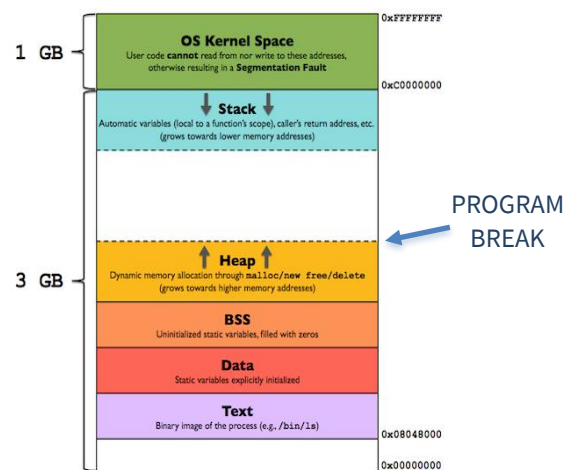 0xFFFFFFFF
OS Kernel Space
1 GB
User code cannot read from nor write to these addresses,
otherwise resulting in a Segmentation Fault
0xC0000000
Stack
Automatic variables (local to a function's scope), caller's return address, etc.
(grows towards lower memory addresses)
PROGRAM
BREAK
Heap
3 GB
Dynamic memory allocation through malloc/new free/delete
(grows towards higher memory addresses)
BSS
Uninitialized static variables, filled with zeros
Data
Static variables explicitly initialized
Text
Binary image of the process (e.g., /bin/ls)
0x08048000
0x00000000